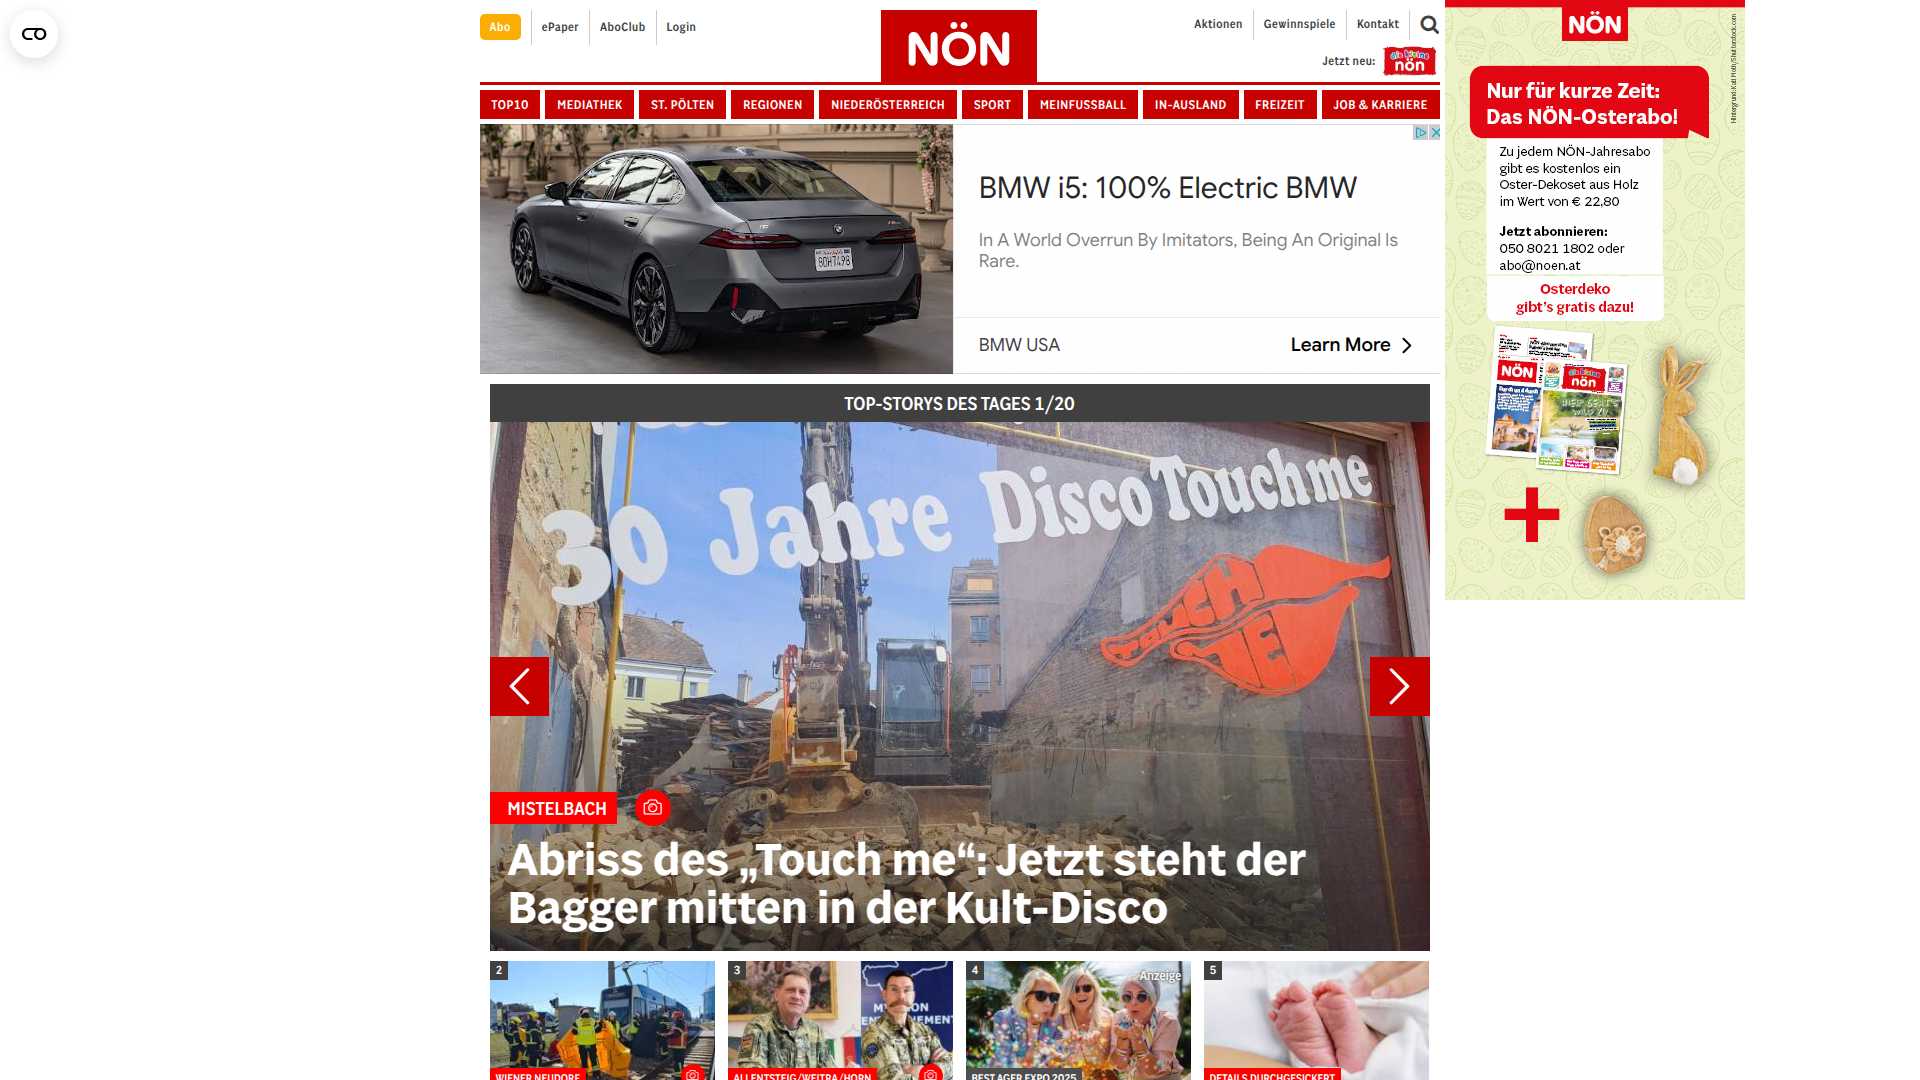 Abo
ePaper
AboClub
Login
NÖN
Aktionen
Gewinnspiele
Kontakt
Jetzt neu:
die kleine
nön
TOP10
MEDIATHEK
ST. PÖLTEN
REGIONEN
NIEDERÖSTERREICH
SPORT
MEINFUSSBALL
IN-AUSLAND
FREIZEIT
JOB & KARRIERE
BMW i5: 100% Electric BMW
In A World Overrun By Imitators, Being An Original Is
Rare.
BMW USA
Learn More
NÖN
Nur für kurze Zeit:
Das NÖN-Osterabo!
Zu jedem NÖN-Jahresabo
gibt es kostenlos ein
Oster-Dekoset aus Holz
im Wert von € 22,80
Jetzt abonnieren:
050 8021 1802 oder
abo@noen.at
Osterdeko
gibt's gratis dazu!
NÖN
nön
TOP-STORYS DES TAGES 1/20
30 Jahre Disco Touch me
TOUCH
ME
MISTELBACH
Abriss des „Touch me“: Jetzt steht der
Bagger mitten in der Kult-Disco
2
WIENER NEUDORF
3
ALLENTSTEIG/WEITRA/HORN
4
Anzeige
BEST AGER EXPO 2025
5
DETAILS DURCHGESICKERT